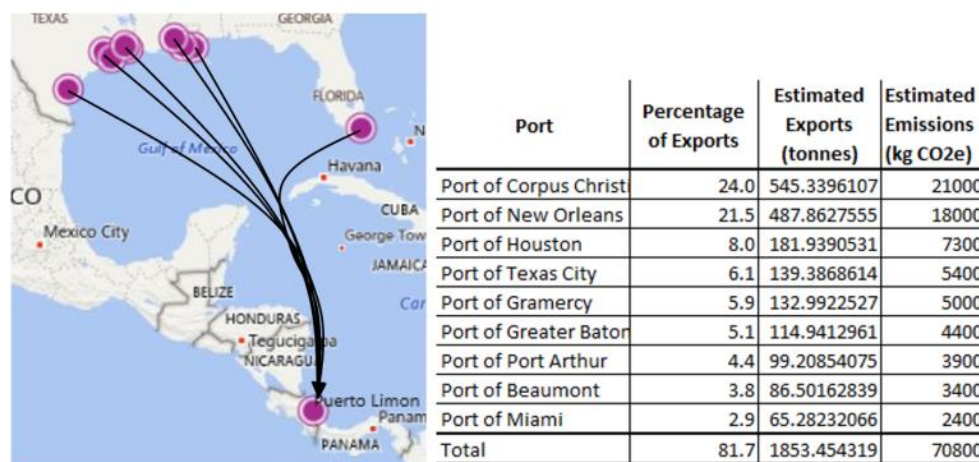 TEXAS
GEORGIA
FLORIDA
Gulf of Mexico
Havana
CO
CUBA
Mexico City
George Tow
JAMAICA
BELIZE
Car
HONDURAS
Tegucigalpa
NICARAGUA
Puerto Limon
Panam
PANAMA
Port Percentage of Exports Estimated Exports (tonnes) Estimated Emissions (kg CO2e)
Port of Corpus Christi 24.0 545.3396107 21000
Port of New Orleans 21.5 487.8627555 18000
Port of Houston 8.0 181.9390531 7300
Port of Texas City 6.1 139.3868614 5400
Port of Gramercy 5.9 132.9922527 5000
Port of Greater Baton 5.1 114.9412961 4400
Port of Port Arthur 4.4 99.20854075 3900
Port of Beaumont 3.8 86.50162839 3400
Port of Miami 2.9 65.28232066 2400
Total 81.7 1853.454319 70800